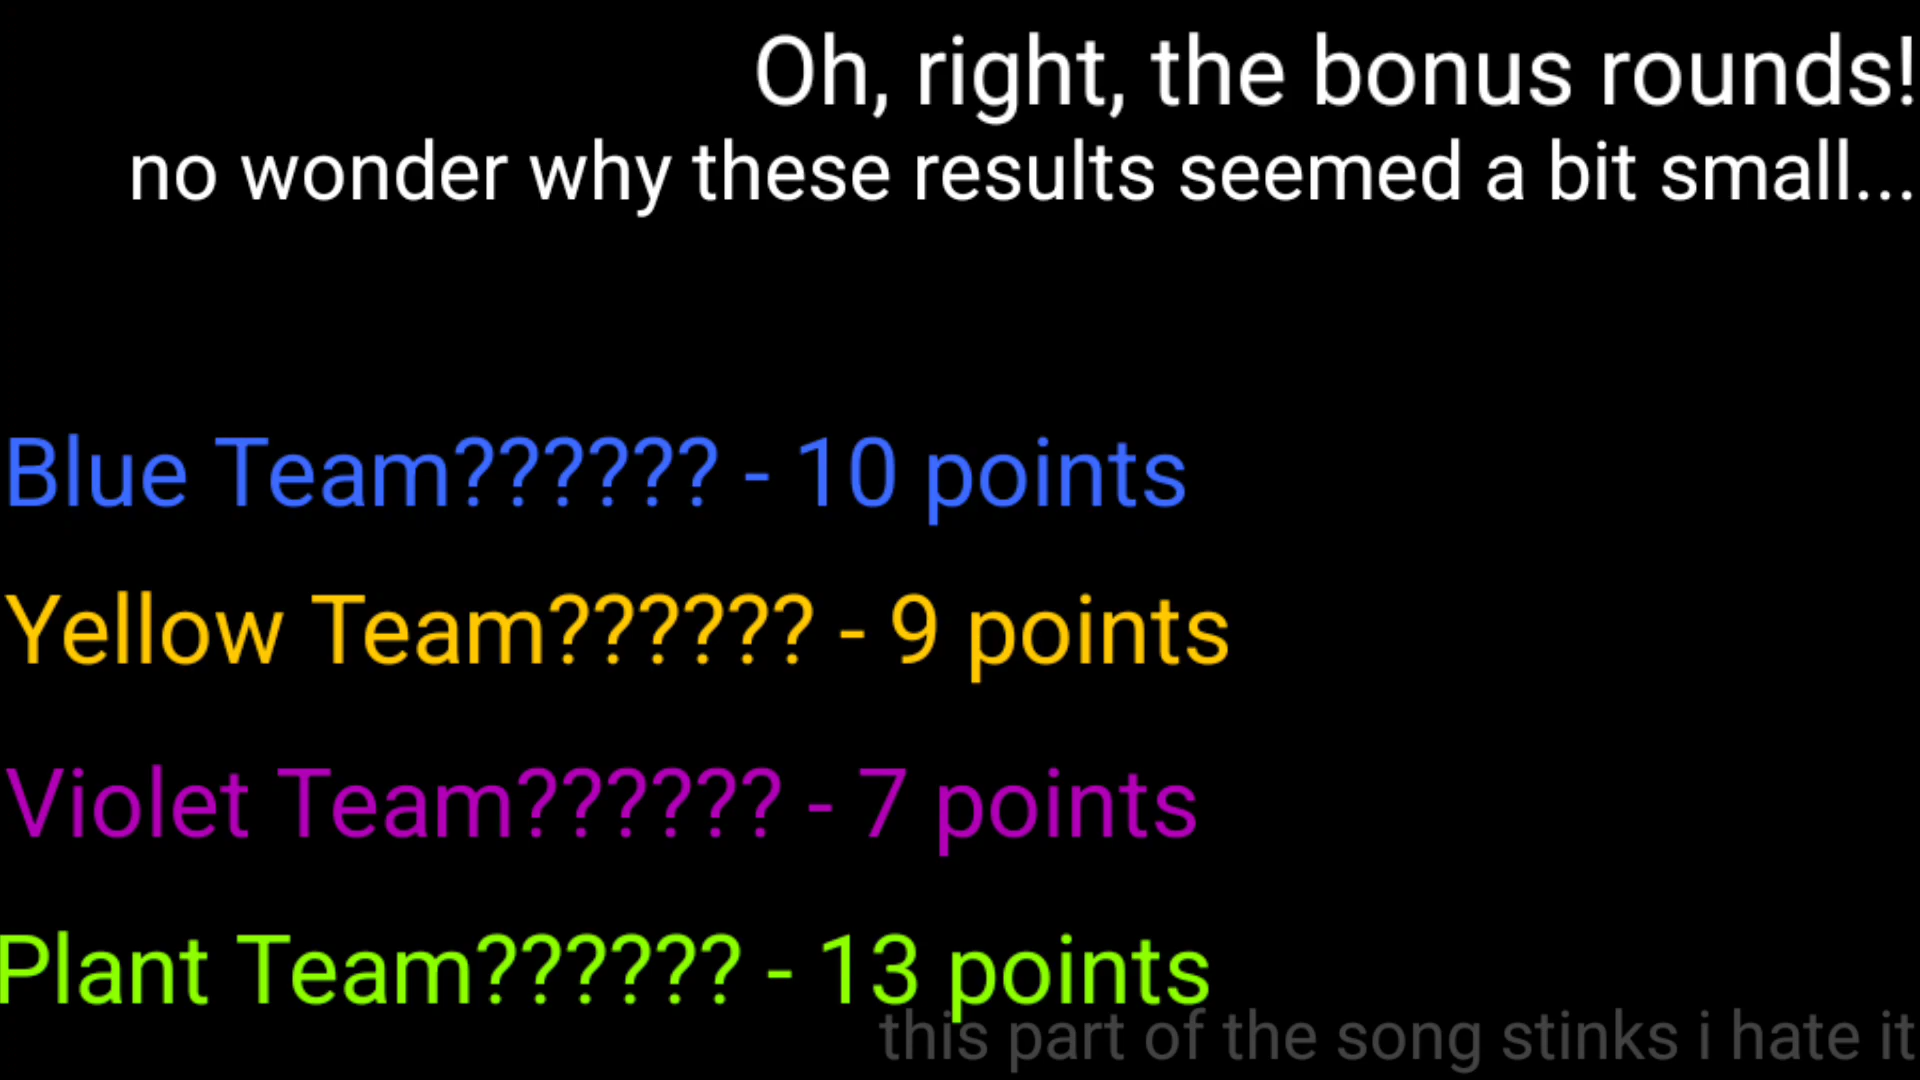 Oh, right, the bonus rounds!
no wonder why these results seemed a bit small...
Blue Team?????? - 10 points
Yellow Team?????? - 9 points
Violet Team?????? - 7 points
Plant Team?????? - 13 points
this part of the song stinks i hate it